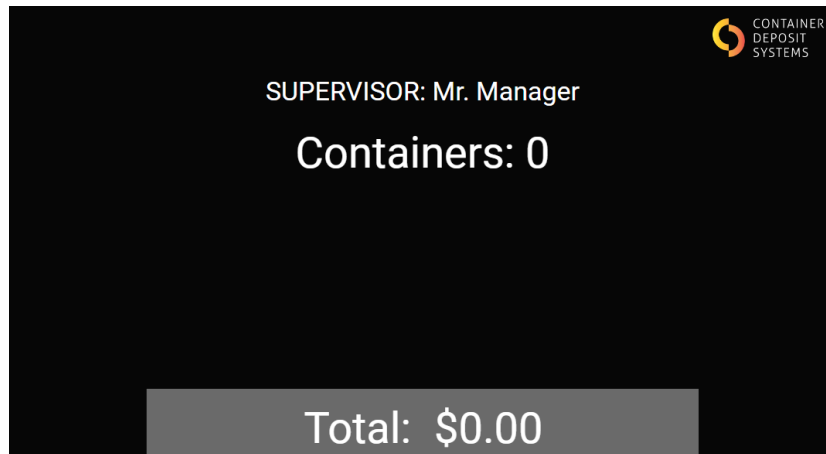 CONTAINER
DEPOSIT
SYSTEMS
SUPERVISOR: Mr. Manager
Containers: 0
Total: $0.00